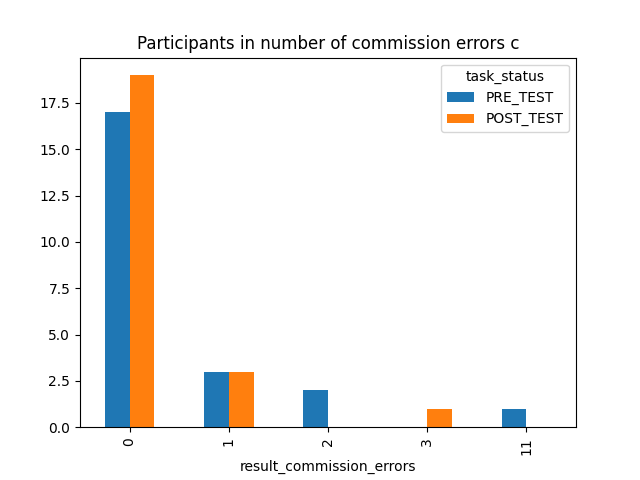 Participants in number of commission errors c
task_status
PRE_TEST
POST_TEST
17.5
15.0
12.5
10.0
7.5
5.0
2.5
0.0
0 1 2 3 11
result_commission_errors